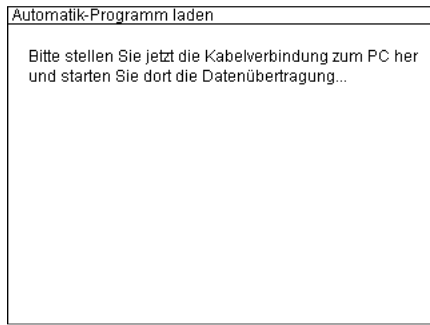 Automatik-Programm laden
Bitte stellen Sie jetzt die Kabelverbindung zum PC her
und starten Sie dort die Datenübertragung...